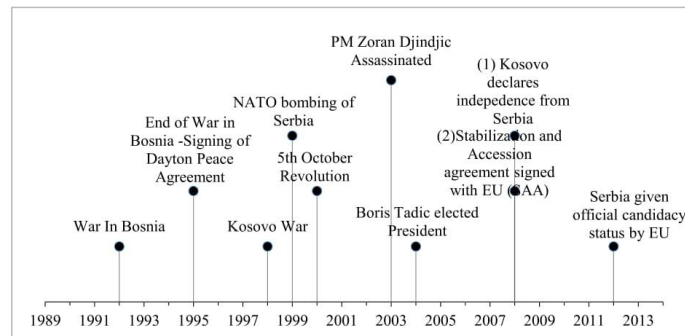 PM Zoran Djindjic
Assassinated
(1) Kosovo
declares
indepedence from
Serbia
(2)Stabilization and
Accession
agreement signed
with EU (SAA)
NATO bombing of
Serbia
End of War in
Bosnia -Signing of
Dayton Peace
Agreement
5th October
Revolution
War In Bosnia
Kosovo War
Boris Tadic elected
President
Serbia given
official candidacy
status by EU
1989 1991 1993 1995 1997 1999 2001 2003 2005 2007 2009 2011 2013